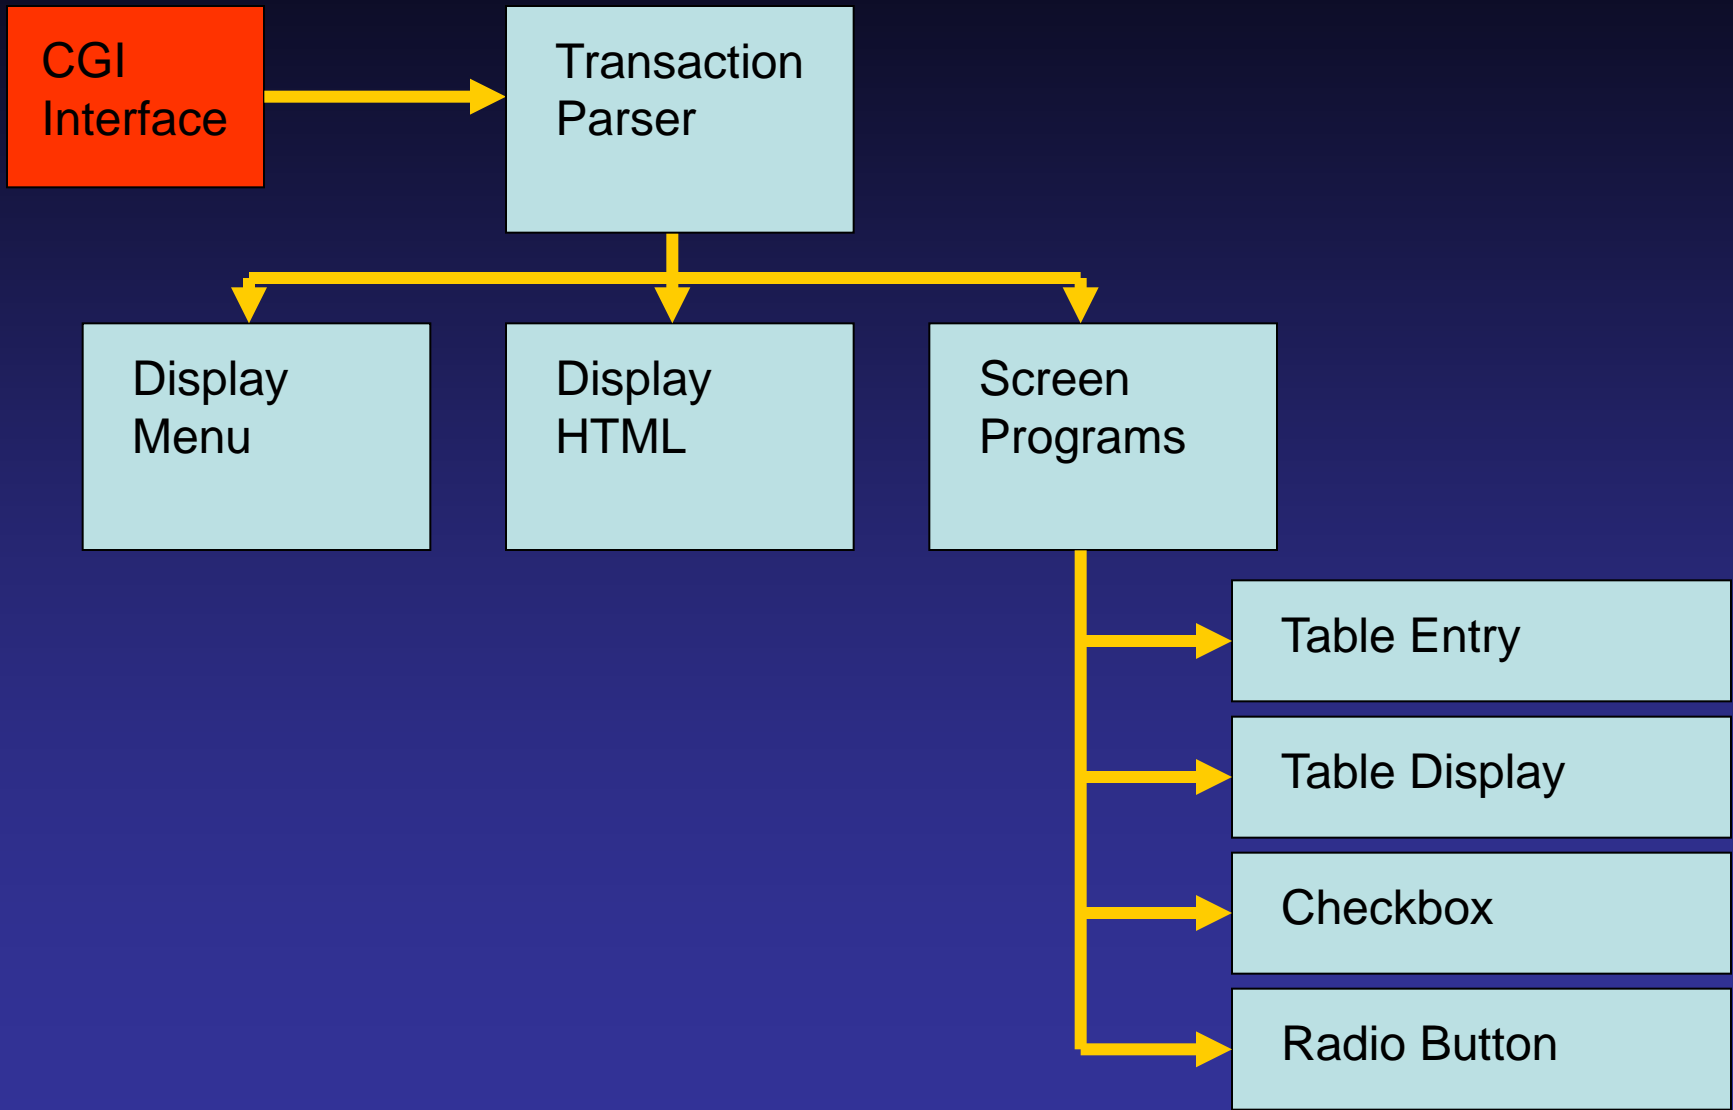 CGI
Interface
Transaction
Parser
Display
Menu
Display
HTML
Screen
Programs
Table Entry
Table Display
Checkbox
Radio Button